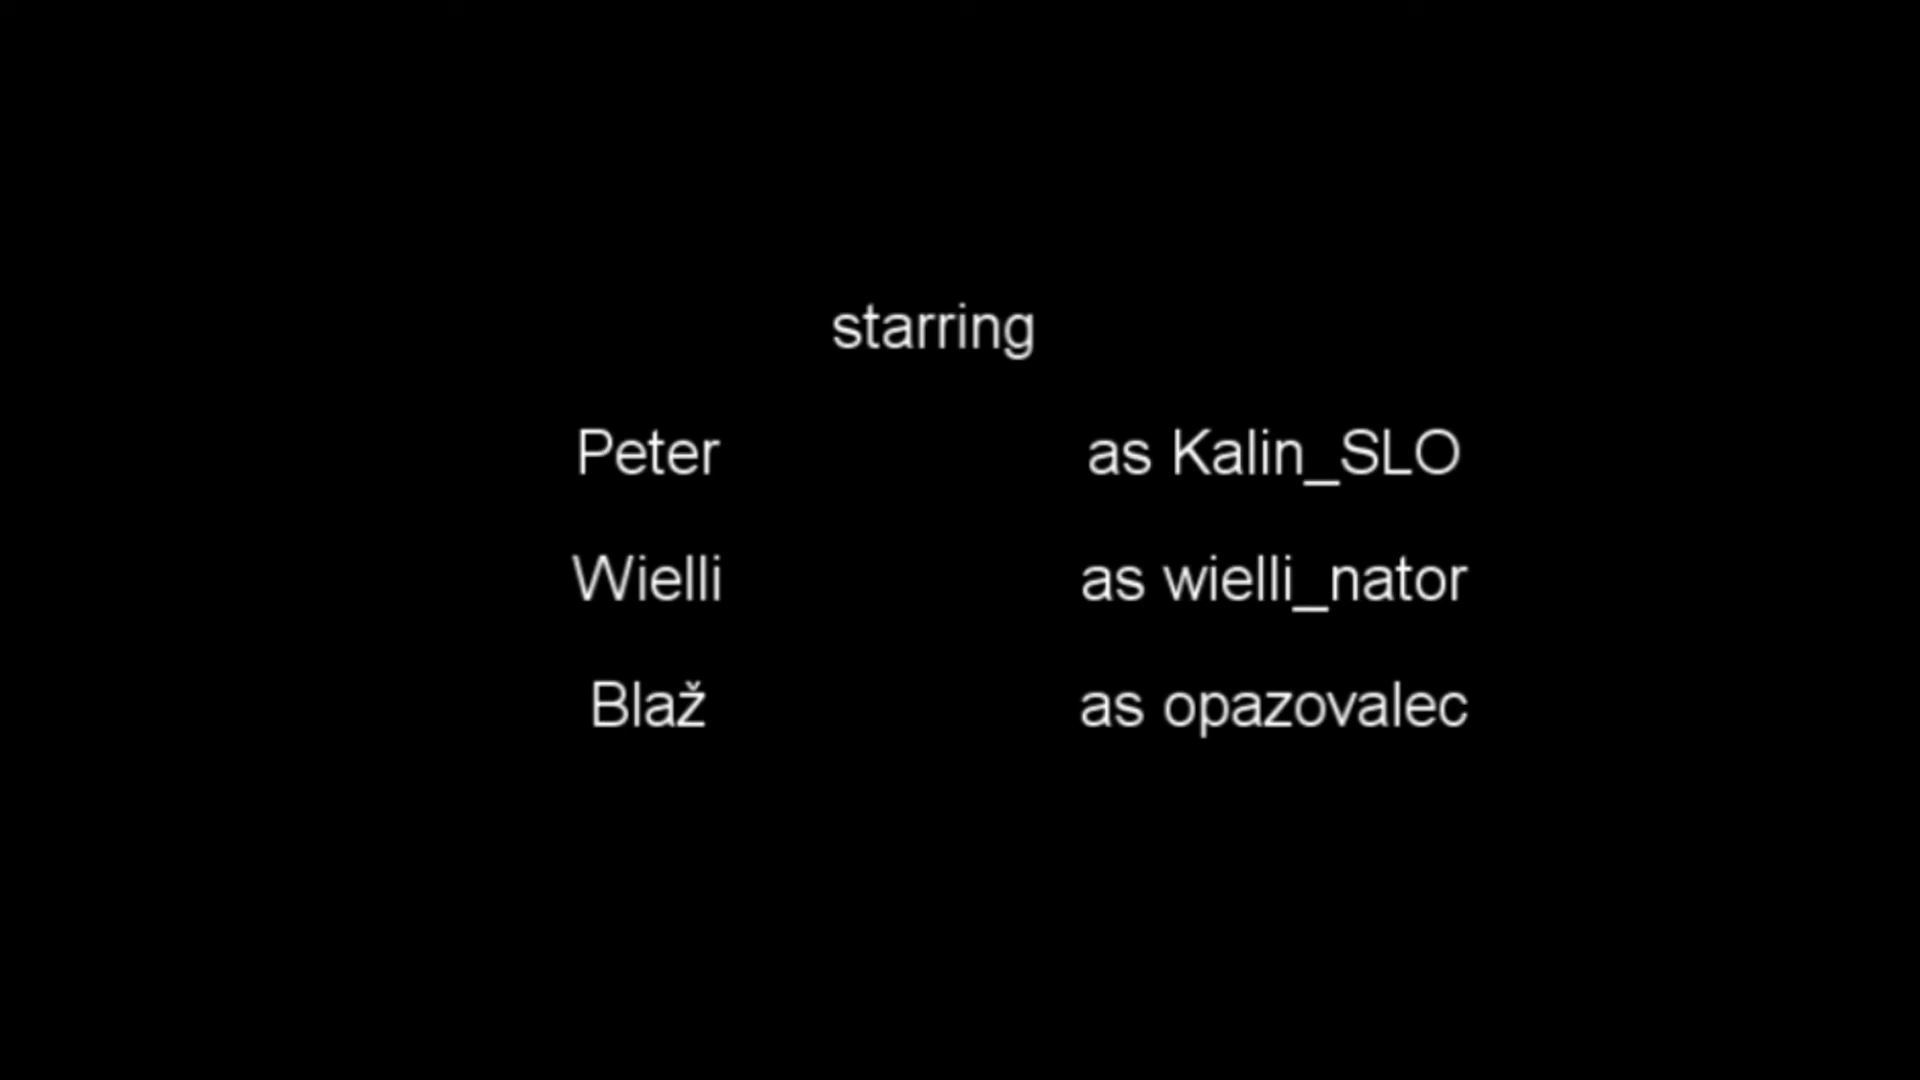 starring
Peter as Kalin_SLO
Wielli as wielli_nator
Blaž as opazovalec